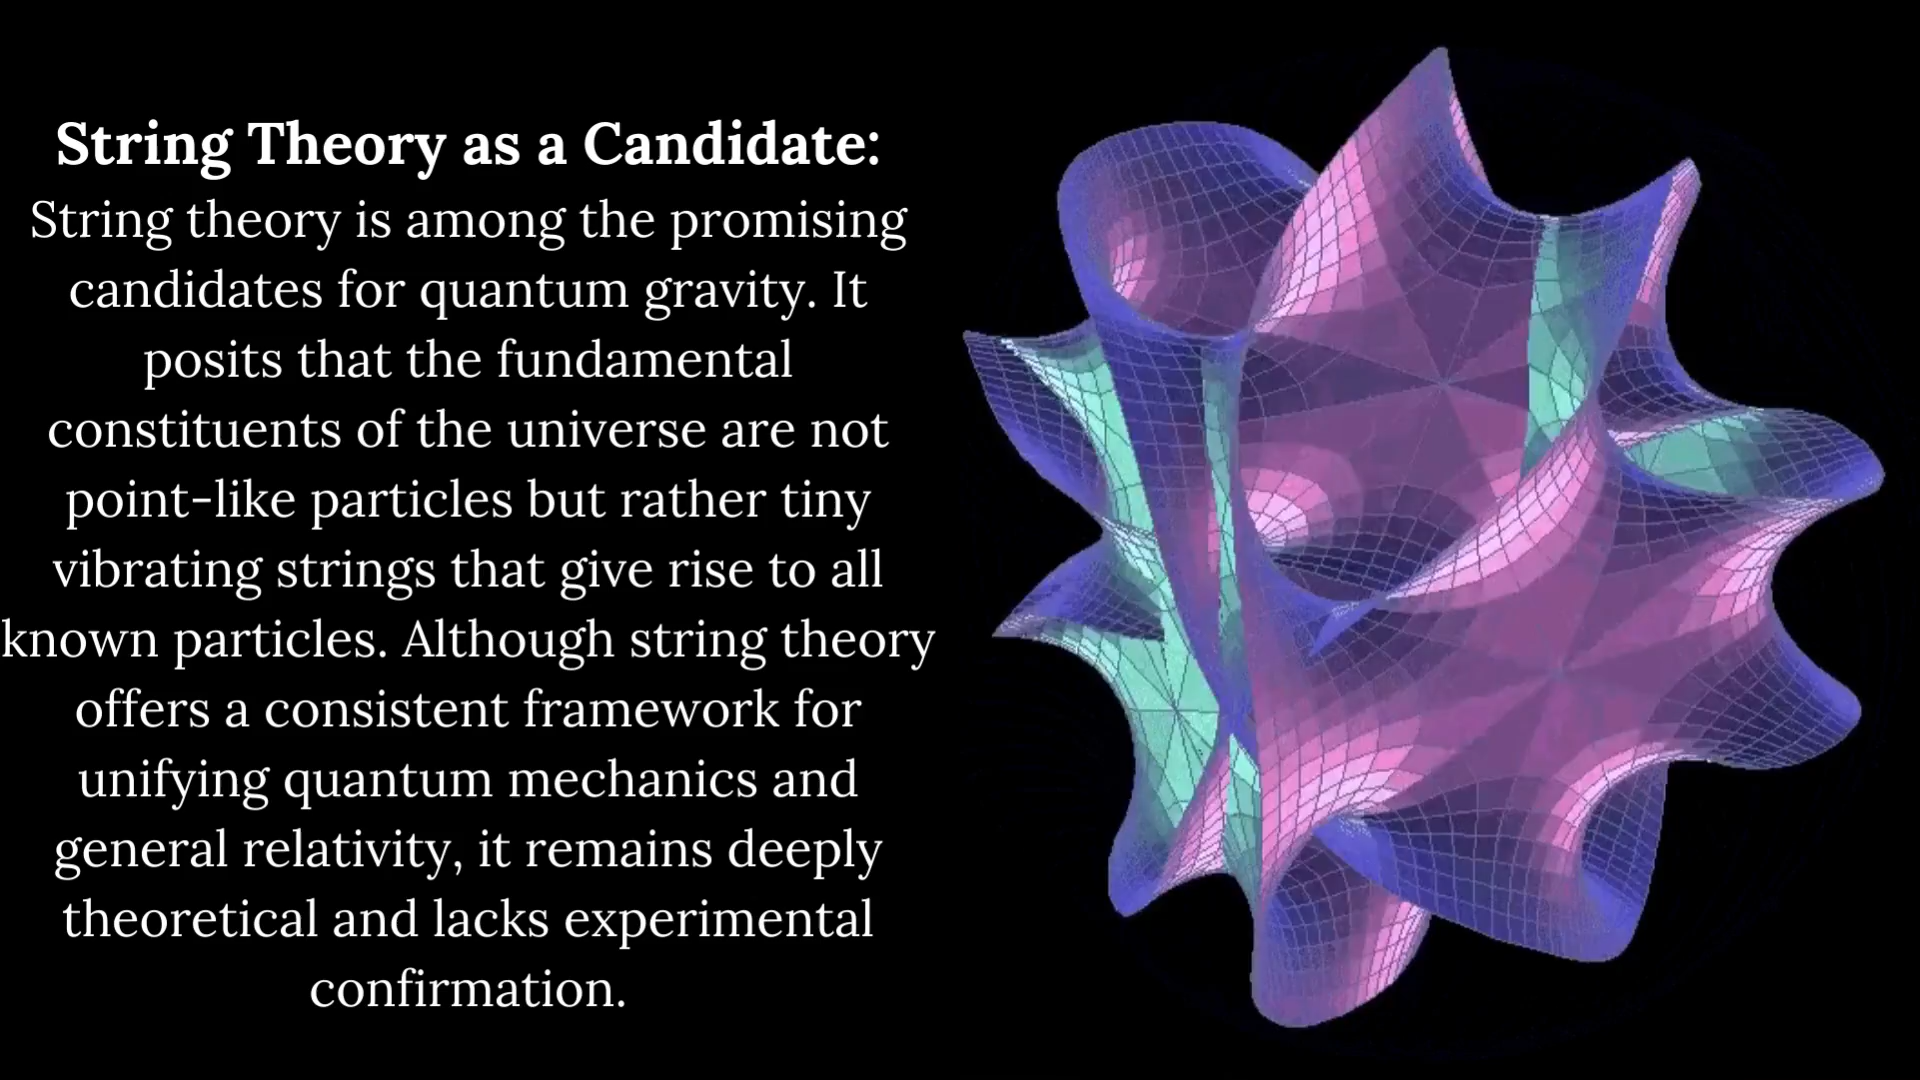 String Theory as a Candidate:
String theory is among the promising
candidates for quantum gravity. It
posits that the fundamental
constituents of the universe are not
point-like particles but rather tiny
vibrating strings that give rise to all
known particles. Although string theory
offers a consistent framework for
unifying quantum mechanics and
general relativity, it remains deeply
theoretical and lacks experimental
confirmation.